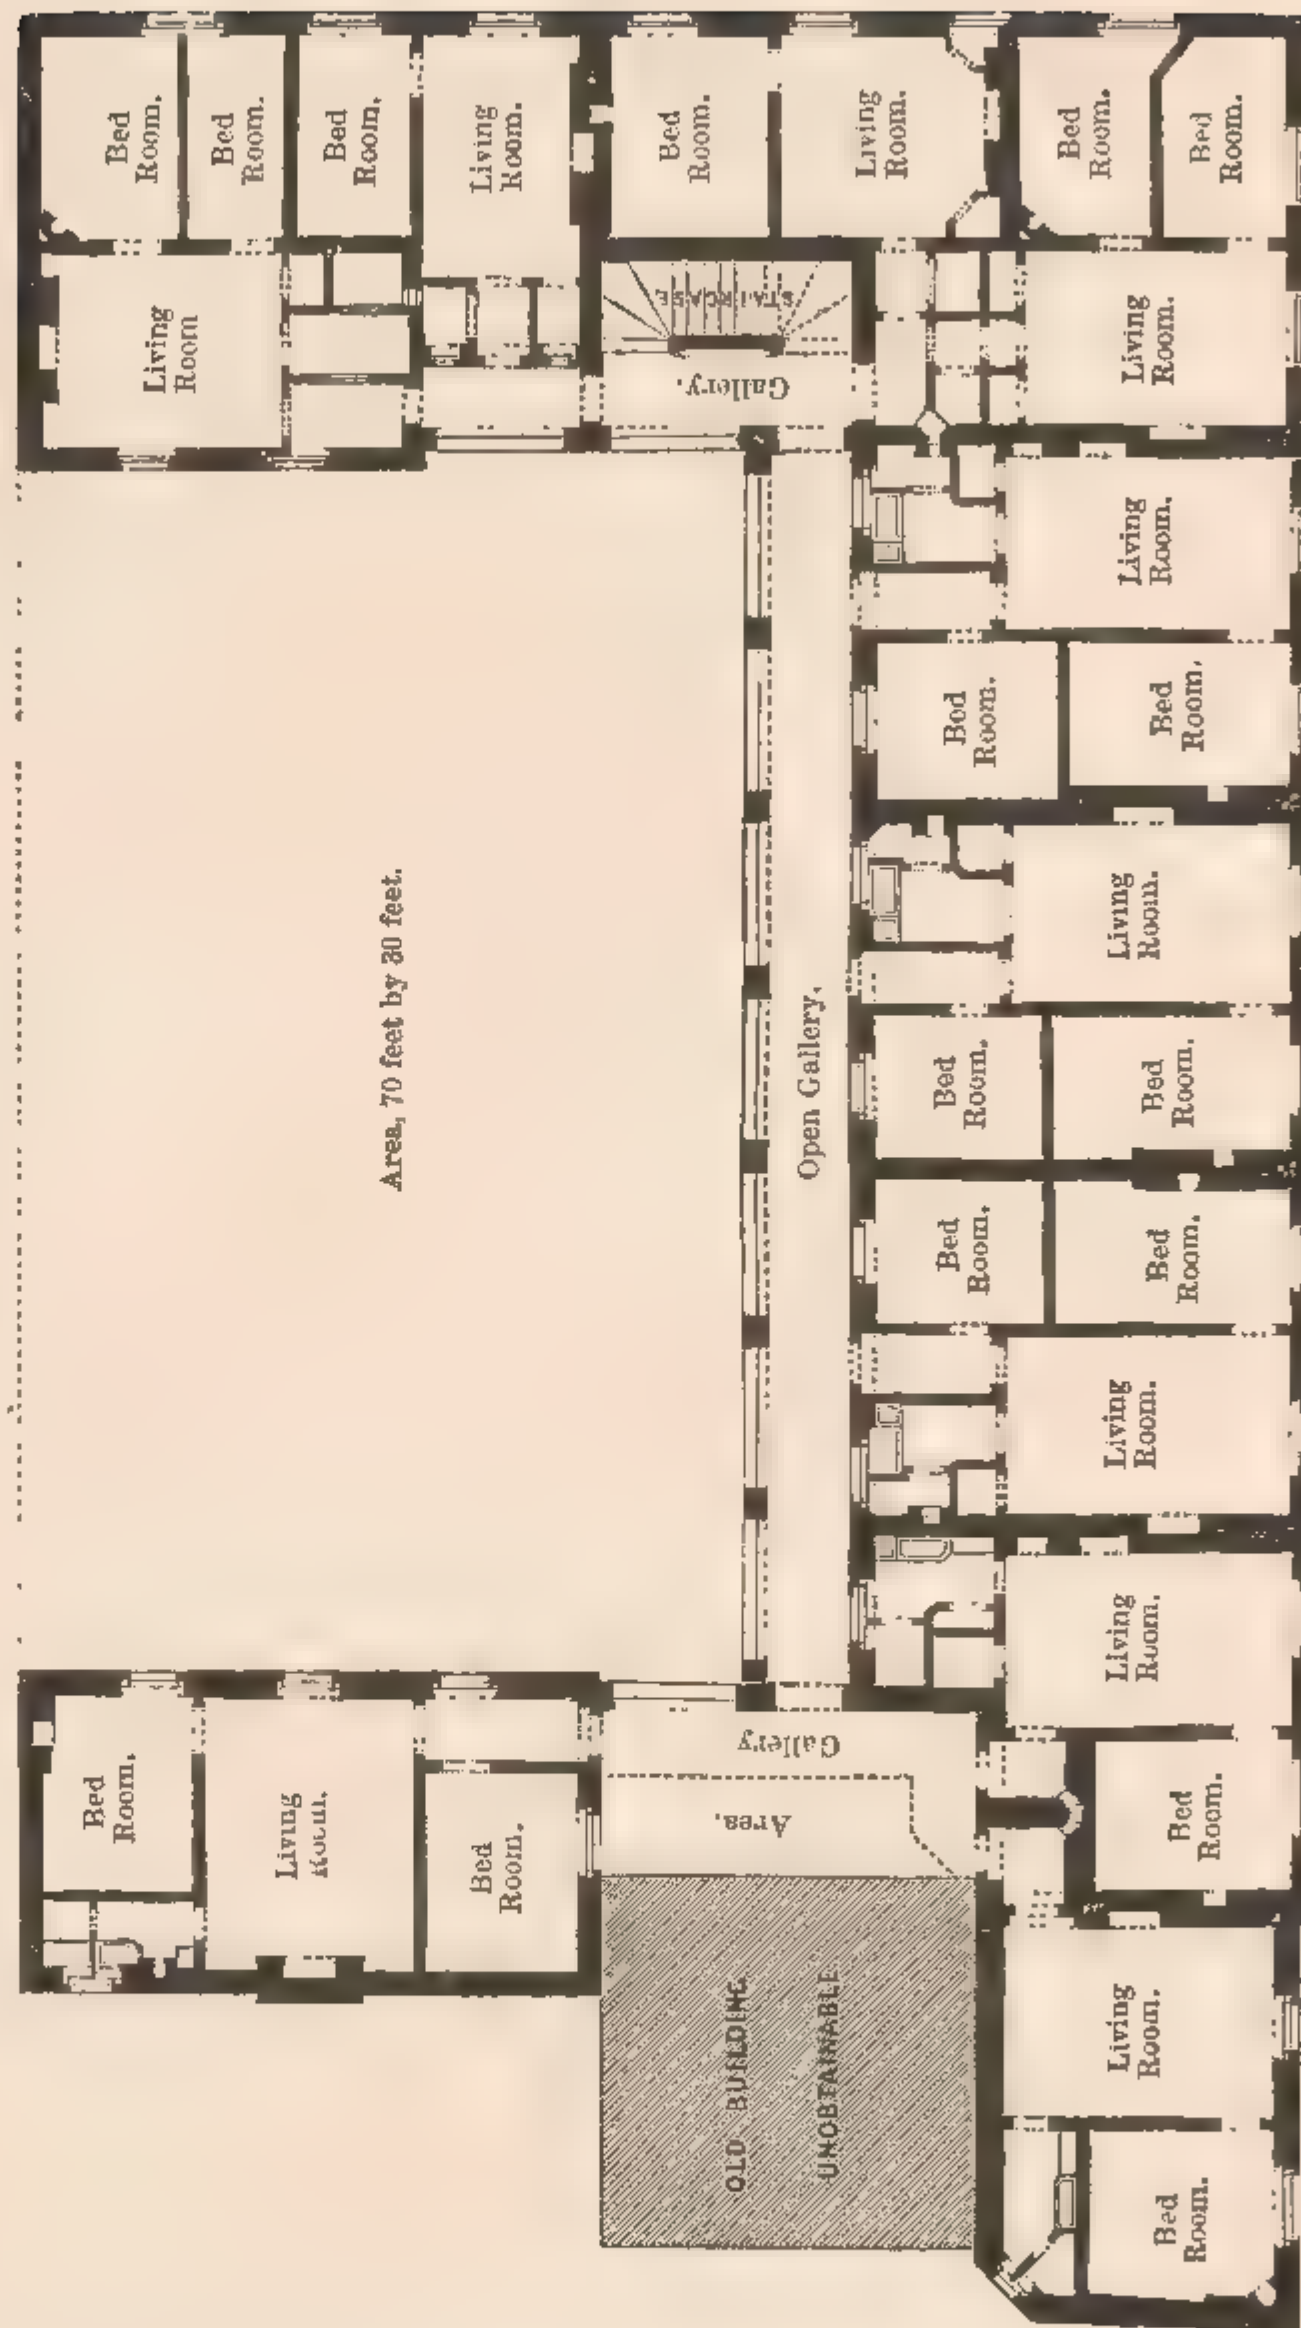 Bed
Room.
Bed
Room.
Bed
Room.
Living
Room.
Bed
Room.
Living
Room.
Bed
Room.
Bed
Room.
Living
Room
STAIRCASE
Gallery.
Living
Room.
Living
Room.
Bed
Room.
Bed
Room.
Area, 70 feet by 80 feet.
Open Gallery.
Living
Room.
Bed
Room.
Bed
Room.
Bed
Room.
Bed
Room.
Living
Room.
Living
Room.
Bed
Room.
Living
Room.
Bed
Room.
Gallery
Area.
Bed
Room.
OLD BUILDING
UNOBTAINABLE
Living
Room.
Bed
Room.